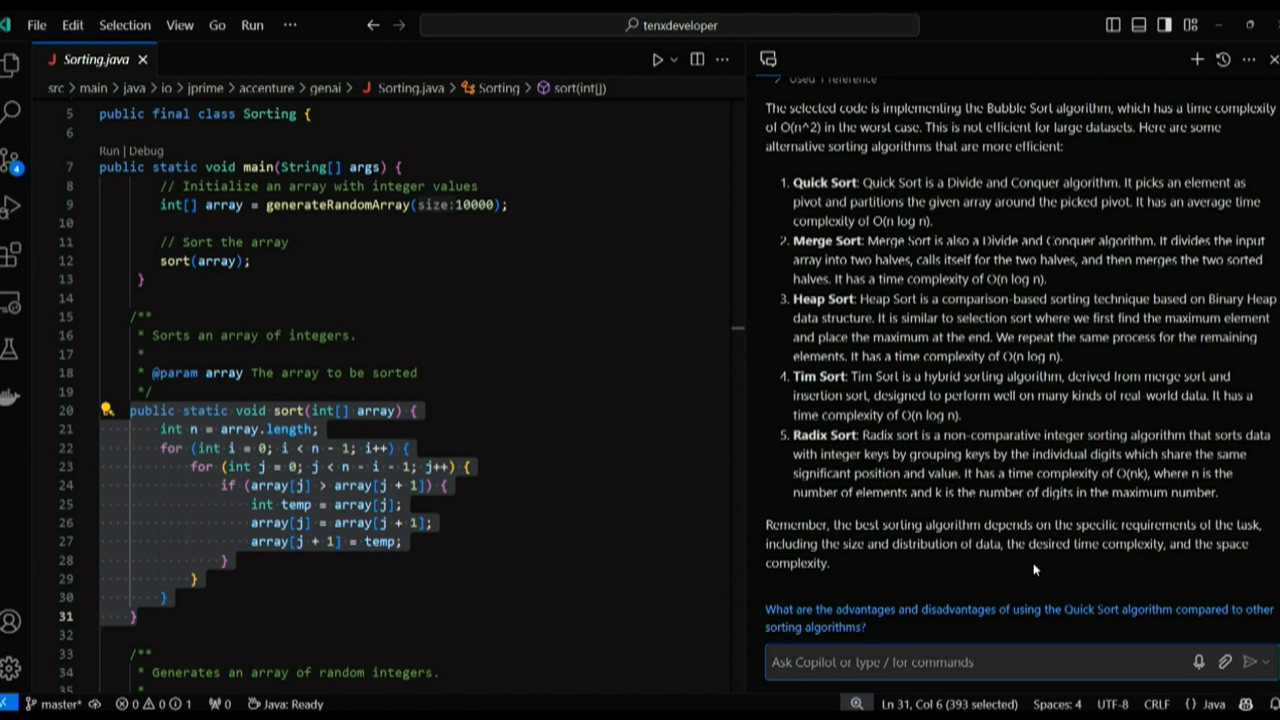 File Edit Selection View Go Run ··· tenxdeveloper
Sorting.java
src > main > java > io > jprime > accenture > genai > Sorting.java > Sorting > sort(int[])
5 public final class Sorting {
6
Run | Debug
7 public static void main(String[] args) {
8 // Initialize an array with integer values
9 int[] array = generateRandomArray(size:10000);
10
11 // Sort the array
12 sort(array);
13 }
14
15 /**
16 * Sorts an array of integers.
17 *
18 * @param array The array to be sorted
19 */
20 public static void sort(int[] array) {
21 int n = array.length;
22 for (int i = 0; i < n - 1; i++) {
23 for (int j = 0; j < n - i - 1; j++) {
24 if (array[j] > array[j + 1]) {
25 int temp = array[j];
26 array[j] = array[j + 1];
27 array[j + 1] = temp;
28 }
29 }
30 }
31 }
32
33 /**
34 * Generates an array of random integers.
35
Used 1 reference
The selected code is implementing the Bubble Sort algorithm, which has a time complexity
of O(n^2) in the worst case. This is not efficient for large datasets. Here are some
alternative sorting algorithms that are more efficient:
1. Quick Sort: Quick Sort is a Divide and Conquer algorithm. It picks an element as
pivot and partitions the given array around the picked pivot. It has an average time
complexity of O(n log n).
2. Merge Sort: Merge Sort is also a Divide and Conquer algorithm. It divides the input
array into two halves, calls itself for the two halves, and then merges the two sorted
halves. It has a time complexity of O(n log n).
3. Heap Sort: Heap Sort is a comparison-based sorting technique based on Binary Heap
data structure. It is similar to selection sort where we first find the maximum element
and place the maximum at the end. We repeat the same process for the remaining
elements. It has a time complexity of O(n log n).
4. Tim Sort: Tim Sort is a hybrid sorting algorithm, derived from merge sort and
insertion sort, designed to perform well on many kinds of real-world data. It has a
time complexity of O(n log n).
5. Radix Sort: Radix sort is a non-comparative integer sorting algorithm that sorts data
with integer keys by grouping keys by the individual digits which share the same
significant position and value. It has a time complexity of O(nk), where n is the
number of elements and k is the number of digits in the maximum number.
Remember, the best sorting algorithm depends on the specific requirements of the task,
including the size and distribution of data, the desired time complexity, and the space
complexity.
What are the advantages and disadvantages of using the Quick Sort algorithm compared to other
sorting algorithms?
Ask Copilot or type / for commands
4
master* 0 0 1 0 Java: Ready Ln 31, Col 6 (393 selected) Spaces: 4 UTF-8 CRLF {} Java